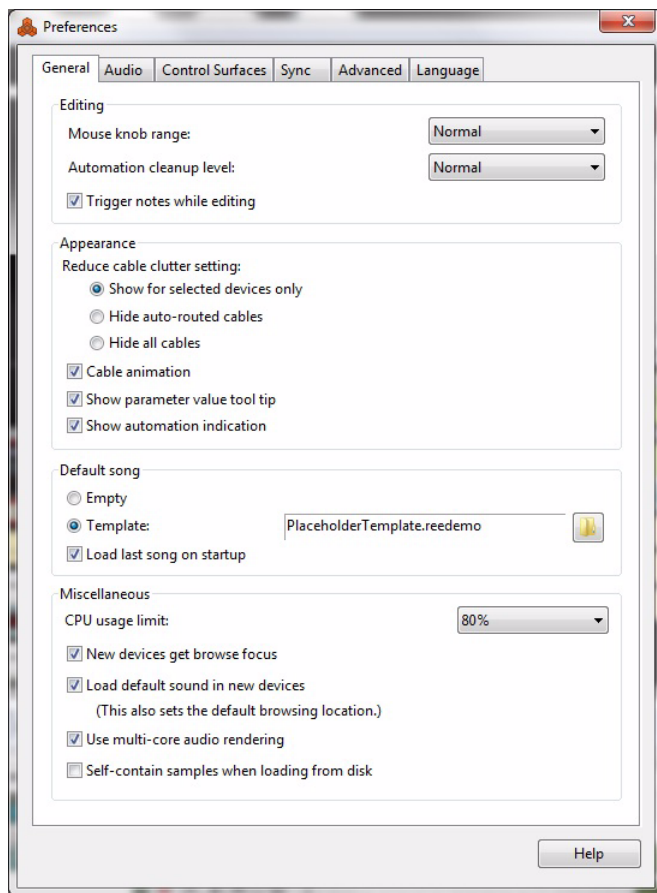 Preferences
General Audio Control Surfaces Sync Advanced Language
Editing
Mouse knob range: Normal
Automation cleanup level: Normal
Trigger notes while editing
Appearance
Reduce cable clutter setting:
Show for selected devices only
Hide auto-routed cables
Hide all cables
Cable animation
Show parameter value tool tip
Show automation indication
Default song
Empty
Template: PlaceholderTemplate.reedemo
Load last song on startup
Miscellaneous
CPU usage limit: 80%
New devices get browse focus
Load default sound in new devices
(This also sets the default browsing location.)
Use multi-core audio rendering
Self-contain samples when loading from disk
Help